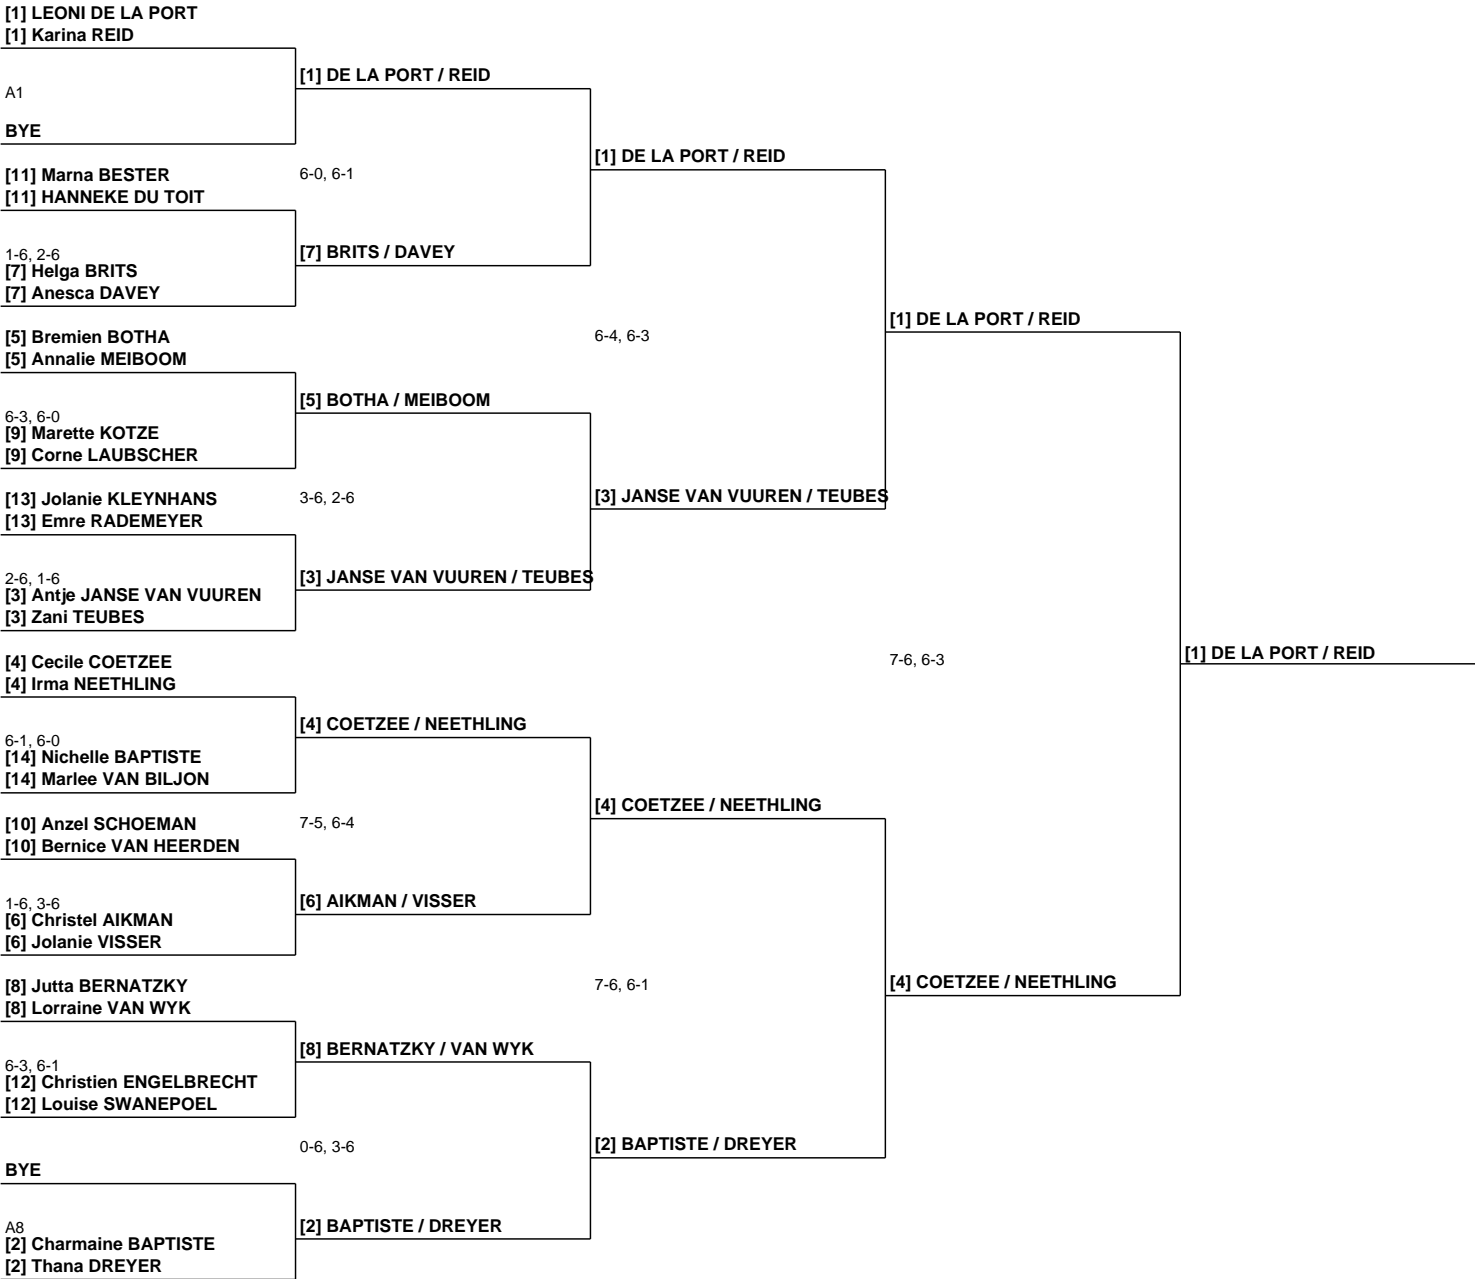 [1] LEONI DE LA PORT
[1] Karina REID
[1] DE LA PORT / REID
A1
BYE
[1] DE LA PORT / REID
[11] Marna BESTER
6-0, 6-1
[11] HANNEKE DU TOIT
1-6, 2-6
[7] BRITS / DAVEY
[7] Helga BRITS
[7] Anesca DAVEY
[1] DE LA PORT / REID
[5] Bremien BOTHA
6-4, 6-3
[5] Annalie MEIBOOM
[5] BOTHA / MEIBOOM
6-3, 6-0
[9] Marette KOTZE
[9] Corne LAUBSCHER
[13] Jolanie KLEYNHANS
3-6, 2-6
[3] JANSE VAN VUUREN / TEUBES
[13] Emre RADEMEYER
2-6, 1-6
[3] JANSE VAN VUUREN / TEUBES
[3] Antje JANSE VAN VUUREN
[3] Zani TEUBES
7-6, 6-3
[1] DE LA PORT / REID
[4] Cecile COETZEE
[4] Irma NEETHLING
[4] COETZEE / NEETHLING
6-1, 6-0
[14] Nichelle BAPTISTE
[14] Marlee VAN BILJON
[4] COETZEE / NEETHLING
[10] Anzel SCHOEMAN
7-5, 6-4
[10] Bernice VAN HEERDEN
1-6, 3-6
[6] AIKMAN / VISSER
[6] Christel AIKMAN
[6] Jolanie VISSER
[8] Jutta BERNATZKY
7-6, 6-1
[4] COETZEE / NEETHLING
[8] Lorraine VAN WYK
[8] BERNATZKY / VAN WYK
6-3, 6-1
[12] Christien ENGELBRECHT
[12] Louise SWANEPOEL
0-6, 3-6
[2] BAPTISTE / DREYER
BYE
A8
[2] BAPTISTE / DREYER
[2] Charmaine BAPTISTE
[2] Thana DREYER